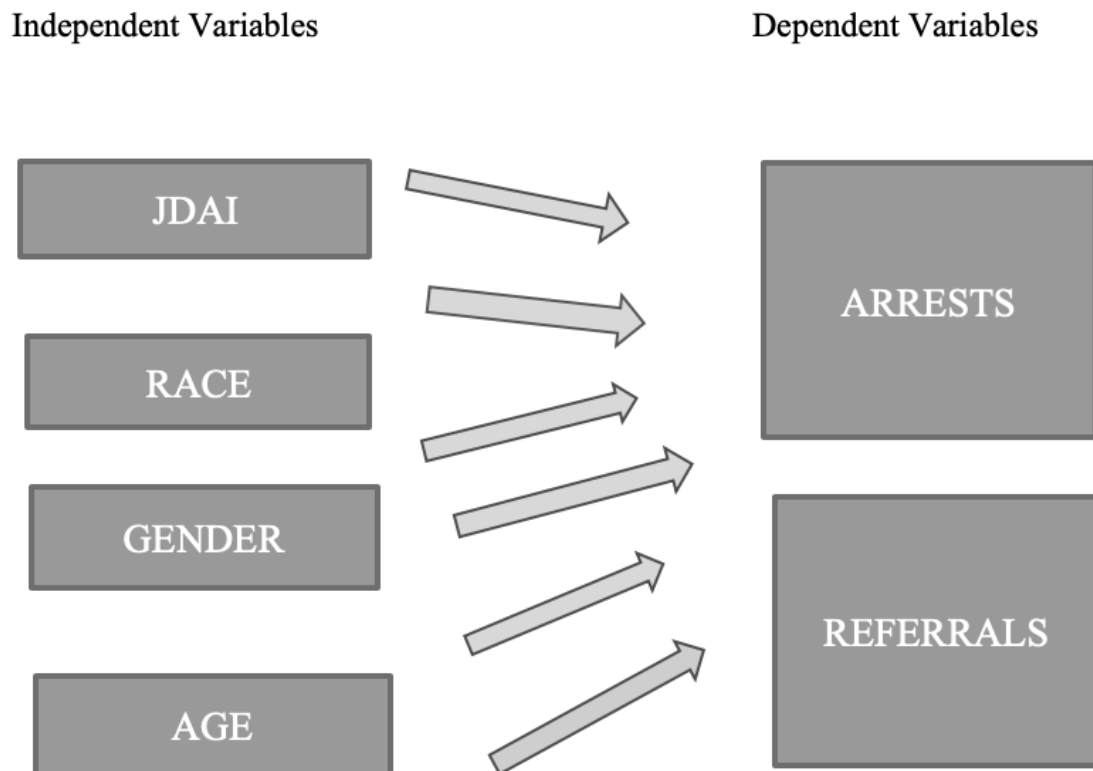 Independent Variables
Dependent Variables
JDAI
RACE
GENDER
AGE
ARRESTS
REFERRALS